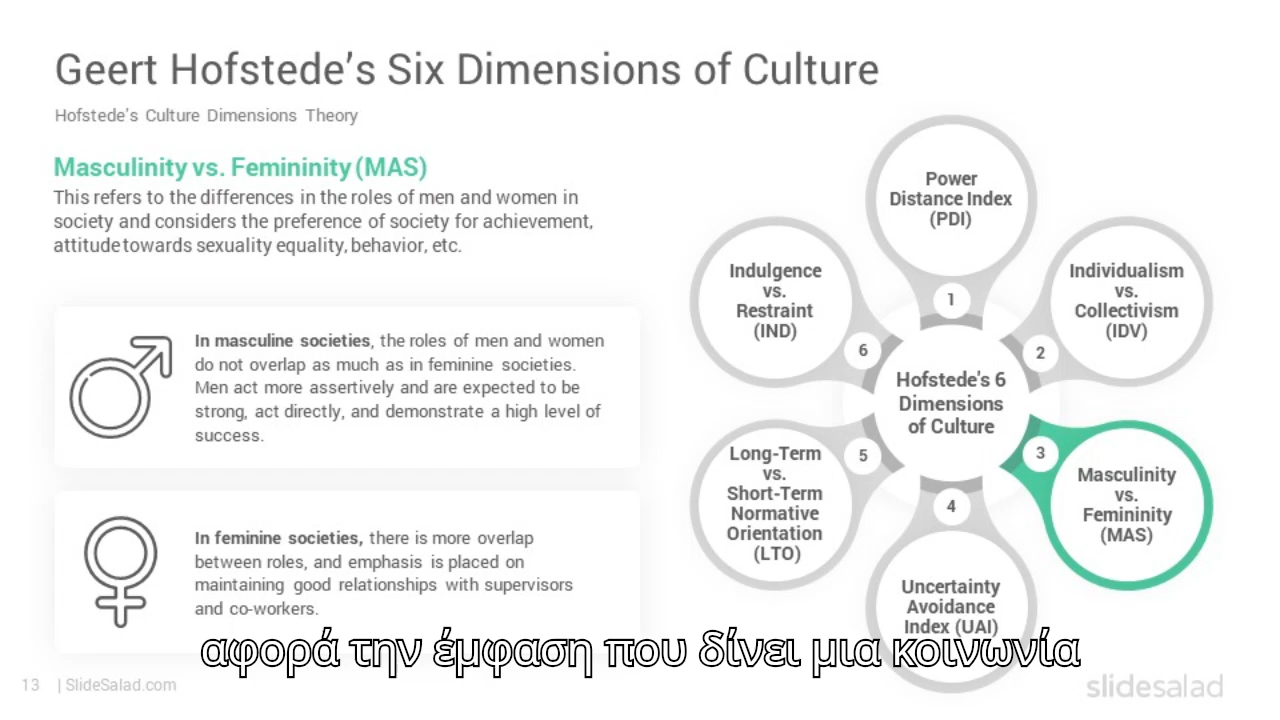 Geert Hofstede's Six Dimensions of Culture
Hofstede's Culture Dimensions Theory
Masculinity vs. Femininity (MAS)
This refers to the differences in the roles of men and women in
society and considers the preference of society for achievement,
attitude towards sexuality equality, behavior, etc.
In masculine societies, the roles of men and women
do not overlap as much as in feminine societies.
Men act more assertively and are expected to be
strong, act directly, and demonstrate a high level of
success.
In feminine societies, there is more overlap
between roles, and emphasis is placed on
maintaining good relationships with supervisors
and co-workers.
Hofstede's 6
Dimensions
of Culture
1
Power
Distance Index
(PDI)
2
Individualism
vs.
Collectivism
(IDV)
3
Masculinity
vs.
Femininity
(MAS)
4
Uncertainty
Avoidance
Index (UAI)
5
Long-Term
vs.
Short-Term
Normative
Orientation
(LTO)
6
Indulgence
vs.
Restraint
(IND)
αφορά την έμφαση που δίνει μια κοινωνία
13 | SlideSalad.com
slidesalad